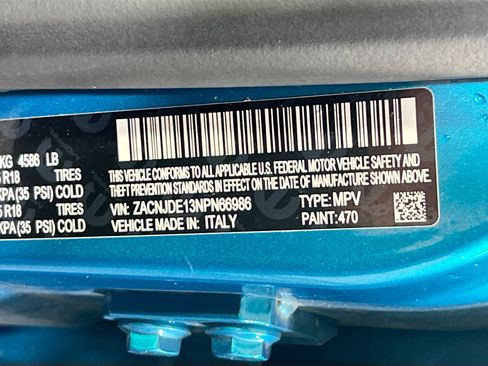 KG 4586 LB
R18 TIRES
KPA(35 PSI) COLD
R18 TIRES
KPA(35 PSI) COLD
THIS VEHICLE CONFORMS TO ALL APPLICABLE U.S.
FEDERAL MOTOR VEHICLE SAFETY AND
THEFT PREVENTION STANDARDS IN EFFECT ON THE DATE OF MANUFACTURE SHOWN ABOVE.
VIN: ZACNJDE13NPN66986 TYPE: MPV
VEHICLE MADE IN: ITALY PAINT: 470